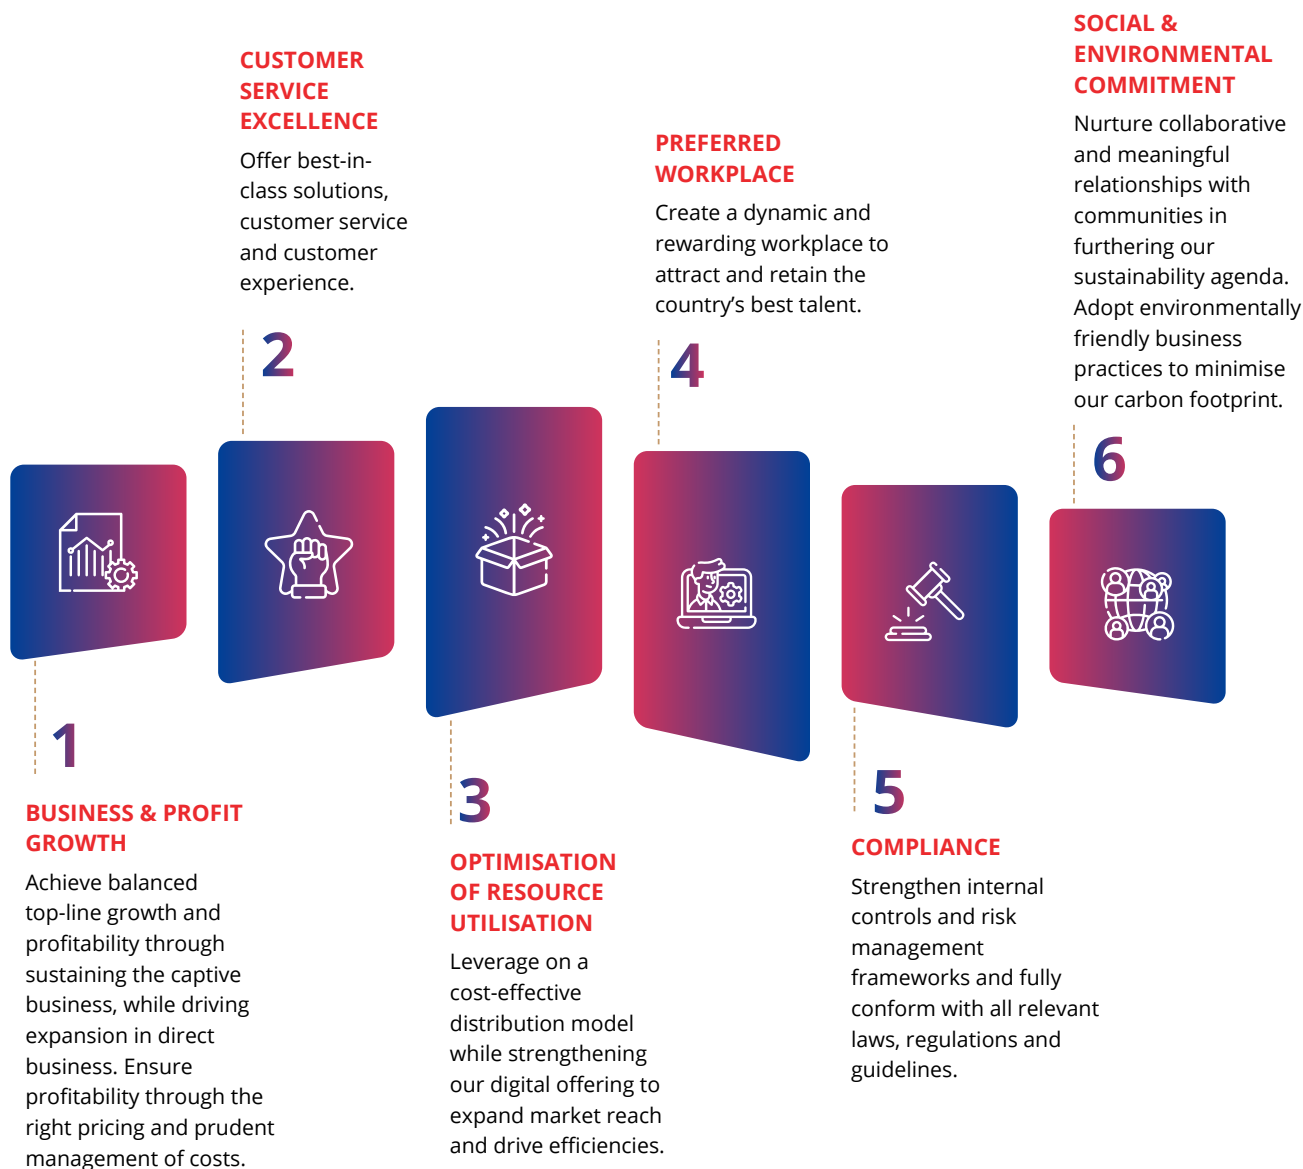 1
BUSINESS & PROFIT
GROWTH
Achieve balanced
top-line growth and
profitability through
sustaining the captive
business, while driving
expansion in direct
business. Ensure
profitability through the
right pricing and prudent
management of costs.
CUSTOMER
SERVICE
EXCELLENCE
Offer best-in-
class solutions,
customer service
and customer
experience.
2
3
OPTIMISATION
OF RESOURCE
UTILISATION
Leverage on a
cost-effective
distribution model
while strengthening
our digital offering to
expand market reach
and drive efficiencies.
PREFERRED
WORKPLACE
Create a dynamic and
rewarding workplace to
attract and retain the
country’s best talent.
4
5
COMPLIANCE
Strengthen internal
controls and risk
management
frameworks and fully
conform with all relevant
laws, regulations and
guidelines.
SOCIAL &
ENVIRONMENTAL
COMMITMENT
Nurture collaborative
and meaningful
relationships with
communities in
furthering our
sustainability agenda.
Adopt environmentally
friendly business
practices to minimise
our carbon footprint.
6